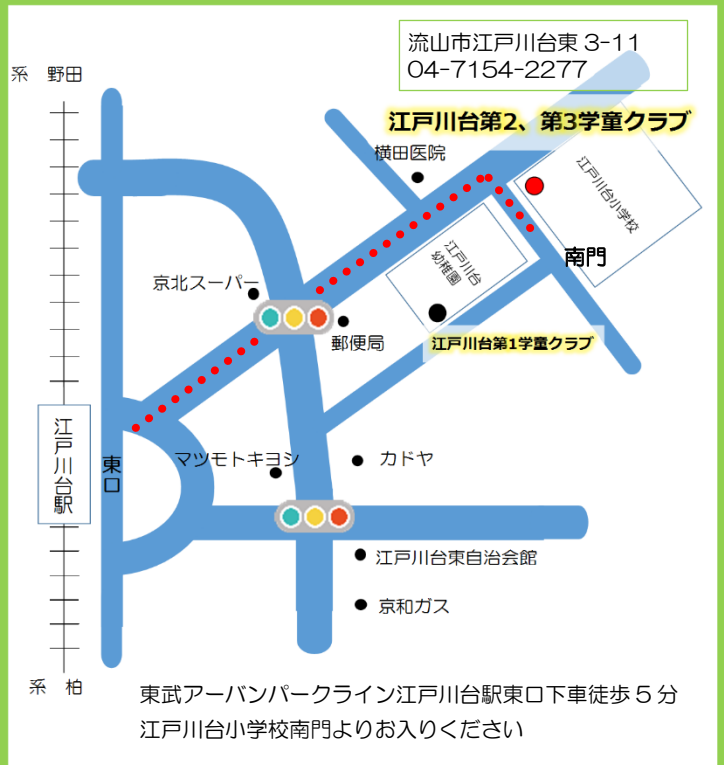 流山市江戸川台東 3-11
04-7154-2277
系 野田
江戸川台第2、第3学童クラブ
横田医院
江戸川台小学校
江戸川台
幼稚園
南門
京北スーパー
郵便局
江戸川台第1学童クラブ
江戸川台駅
東口
マツモトキヨシ
カドヤ
江戸川台東自治会館
京和ガス
系 柏
東武アーバンパークライン江戸川台駅東口下車徒歩 5 分
江戸川台小学校南門よりお入りください